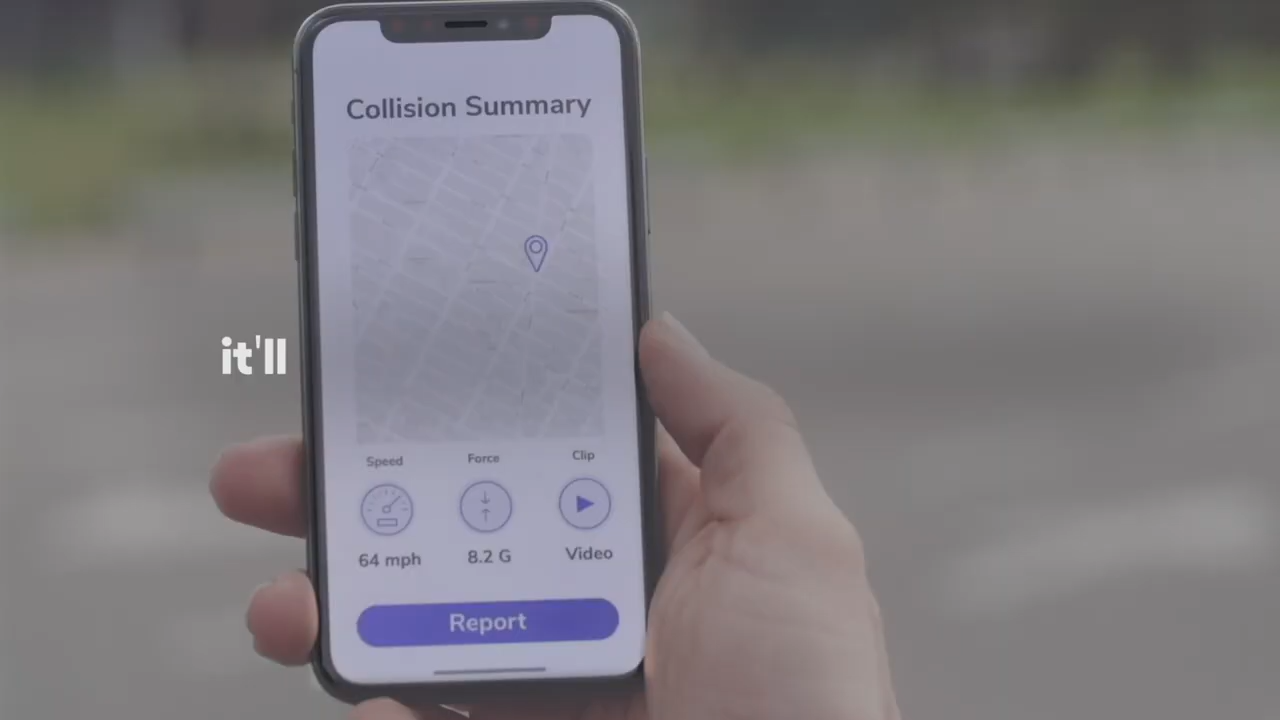 Collision Summary
it'll
Speed Force Clip
64 mph 8.2 G Video
Report